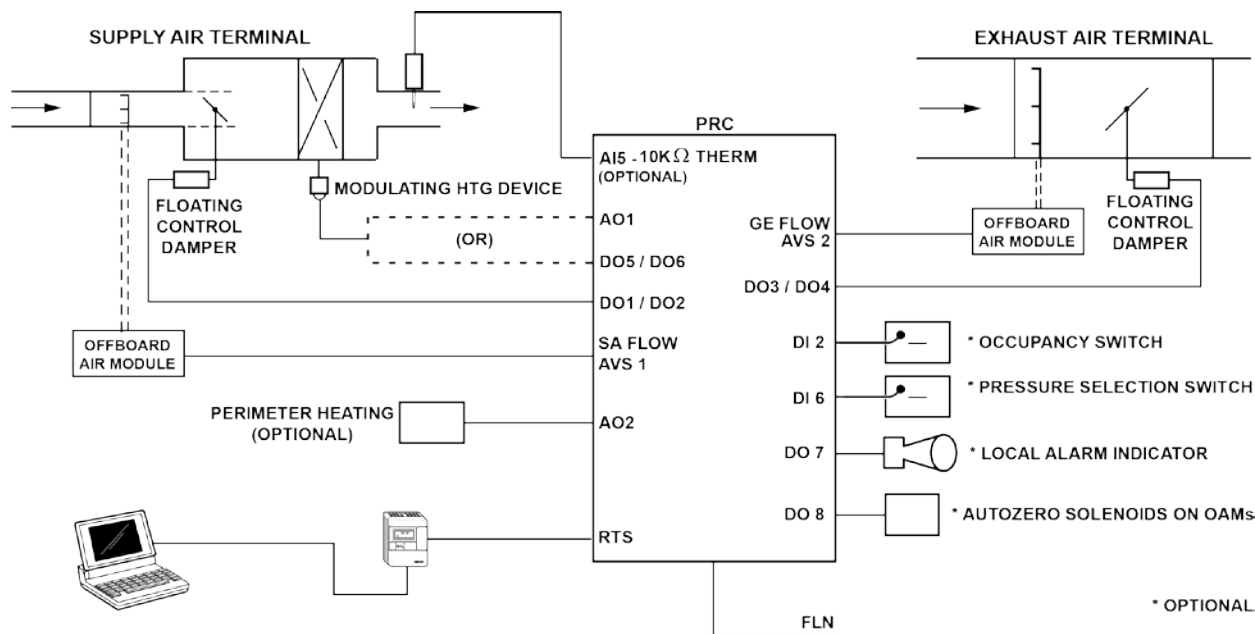 SUPPLY AIR TERMINAL
EXHAUST AIR TERMINAL
PRC
AI5 - 10K Ω THERM
(OPTIONAL)
MODULATING HTG DEVICE
FLOATING
CONTROL
DAMPER
AO1
(OR)
DO5 / DO6
DO1 / DO2
OFFBOARD
AIR MODULE
SA FLOW
AVS 1
PERIMETER HEATING
(OPTIONAL)
AO2
RTS
GE FLOW
AVS 2
OFFBOARD
AIR MODULE
FLOATING
CONTROL
DAMPER
DO3 / DO4
DI 2
* OCCUPANCY SWITCH
DI 6
* PRESSURE SELECTION SWITCH
DO 7
* LOCAL ALARM INDICATOR
DO 8
* AUTOZERO SOLENOIDS ON OAMs
FLN
* OPTIONAL